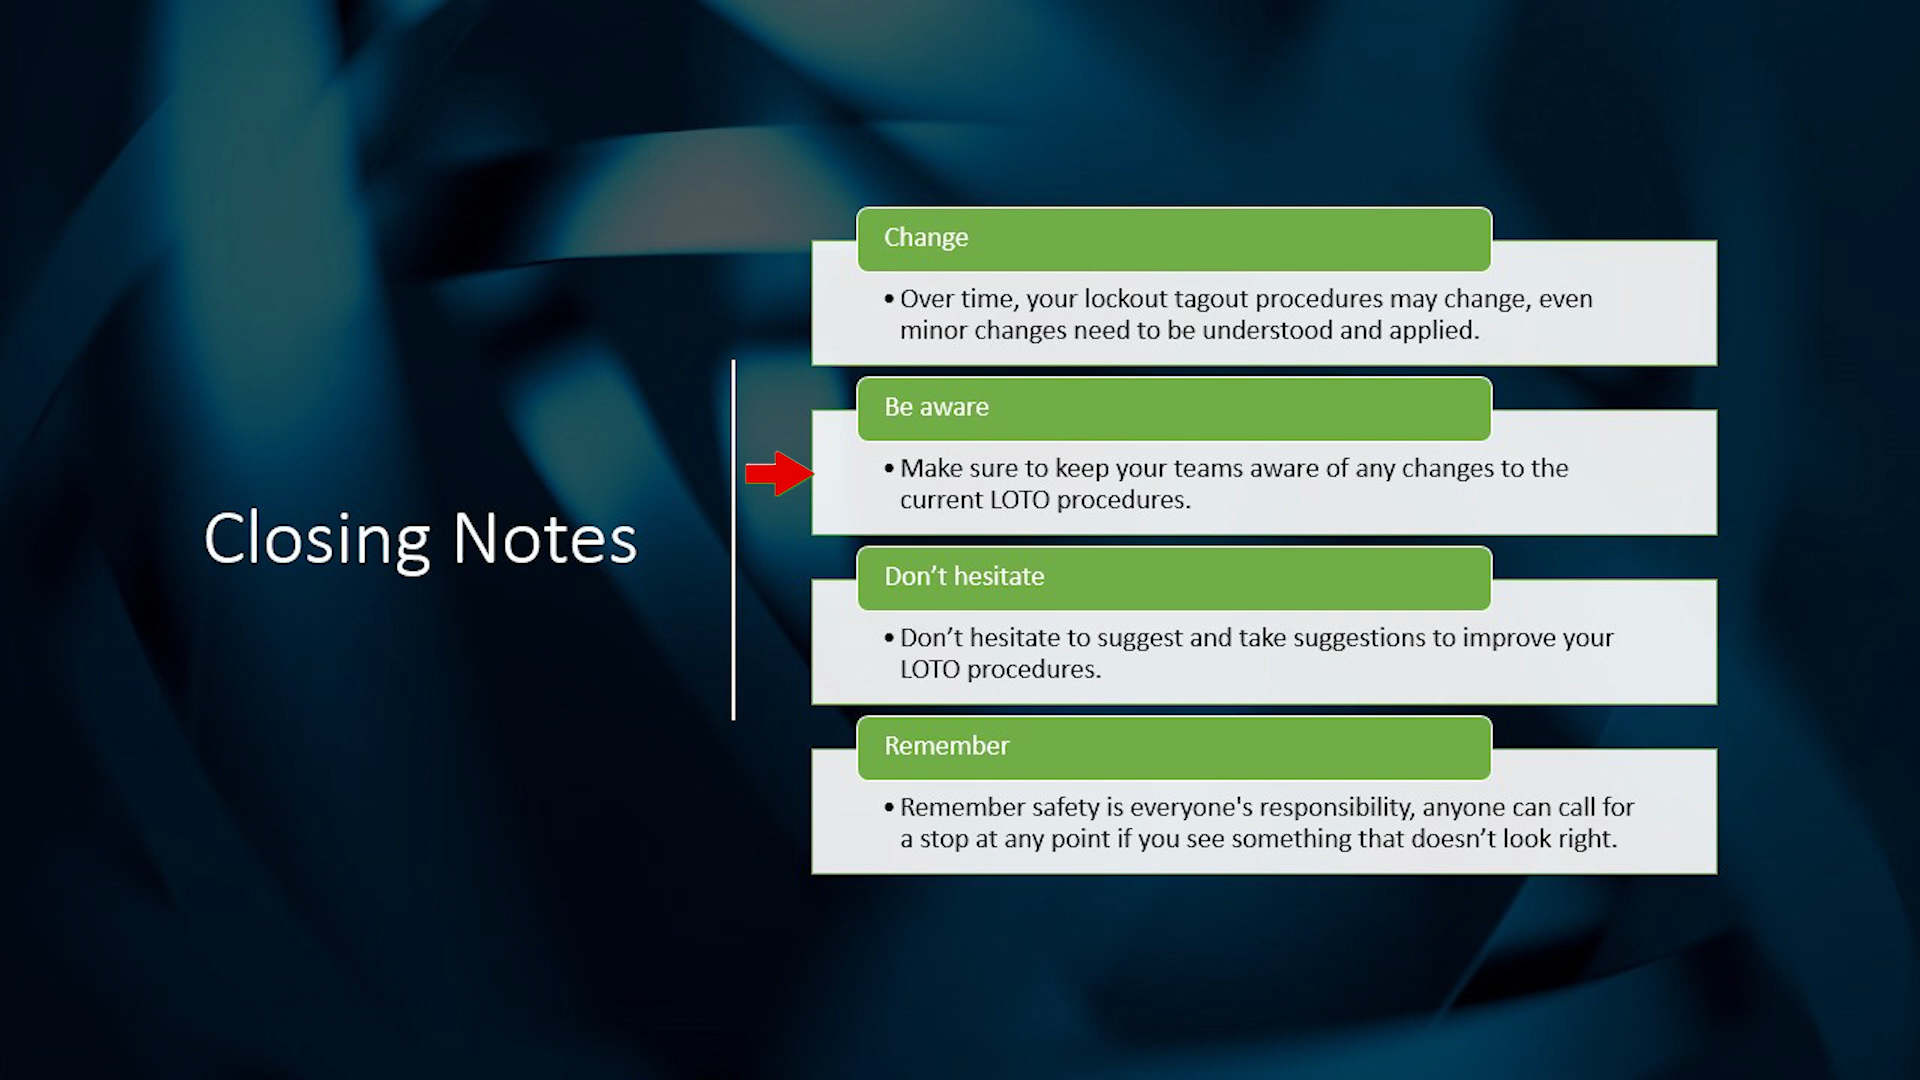 Closing Notes
Change
• Over time, your lockout tagout procedures may change, even
minor changes need to be understood and applied.
Be aware
• Make sure to keep your teams aware of any changes to the
current LOTO procedures.
Don’t hesitate
• Don’t hesitate to suggest and take suggestions to improve your
LOTO procedures.
Remember
• Remember safety is everyone's responsibility, anyone can call for
a stop at any point if you see something that doesn’t look right.